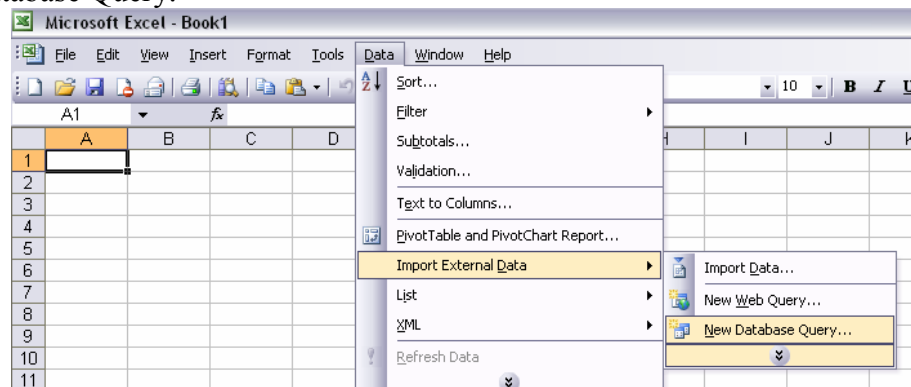 abase Query.
Microsoft Excel - Book1
File Edit View Insert Format Tools Data Window Help
Sort... 10 B I U
A1 fx Filter
A B C D Subtotals... I J
1 Validation...
2
3 Text to Columns...
4 PivotTable and PivotChart Report...
5
6 Import External Data Import Data...
7 List New Web Query...
8
9 XML New Database Query...
10 Refresh Data
11